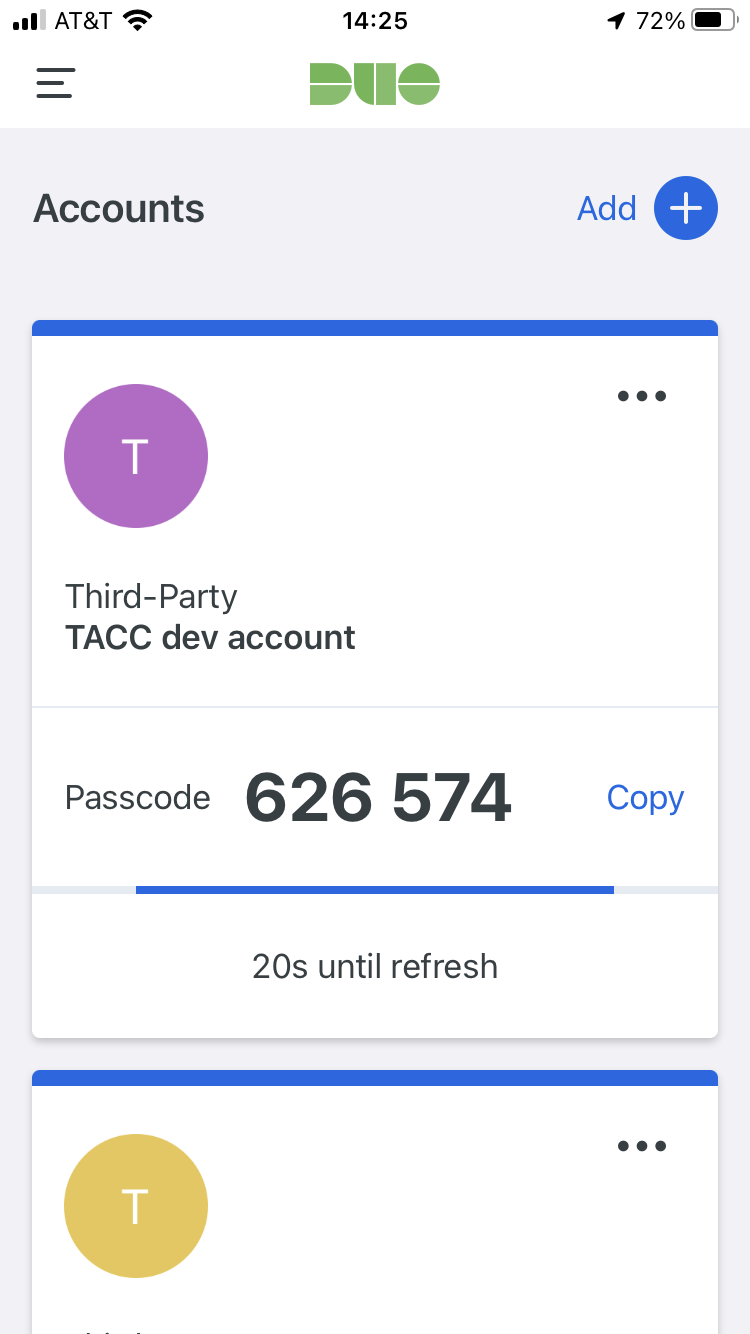 AT&T 14:25 72%
DUO
Accounts Add
T
Third-Party
TACC dev account
Passcode 626 574 Copy
20s until refresh
T